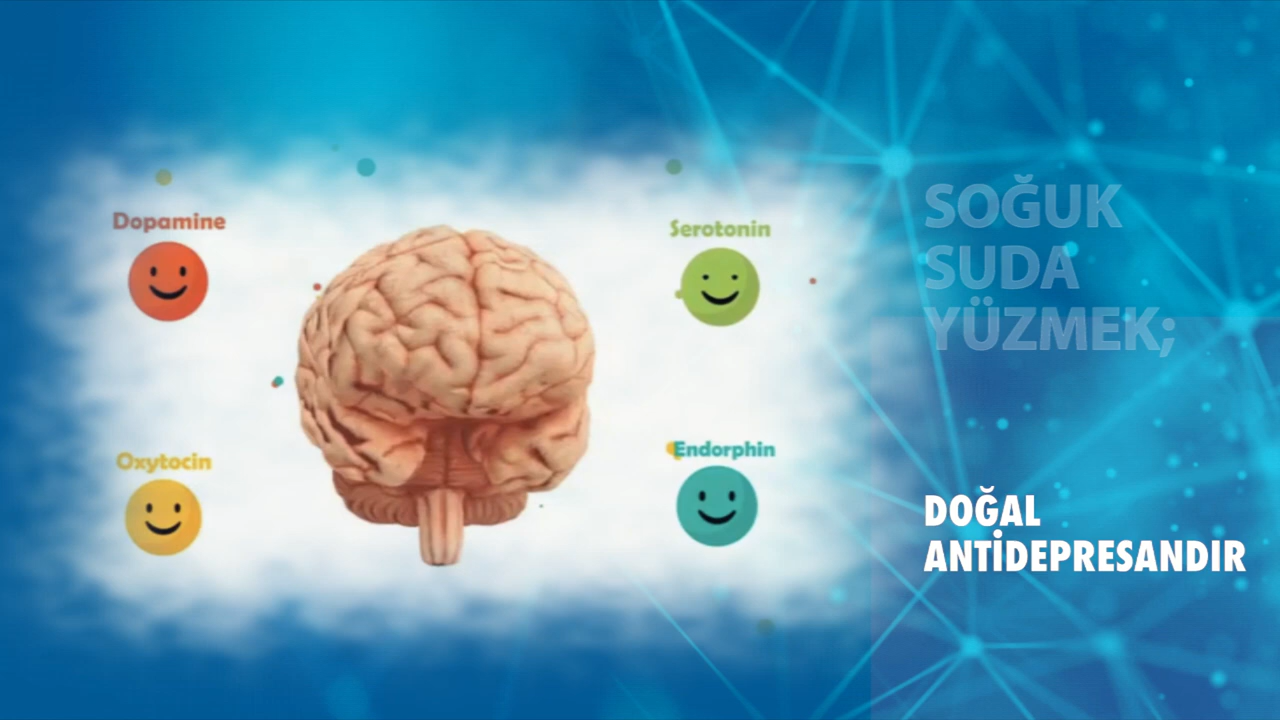 Dopamine
Serotonin
Oxytocin
Endorphin
SOĞUK
SUDA
YÜZMEK;
DOĞAL
ANTİDEPRESANDIR